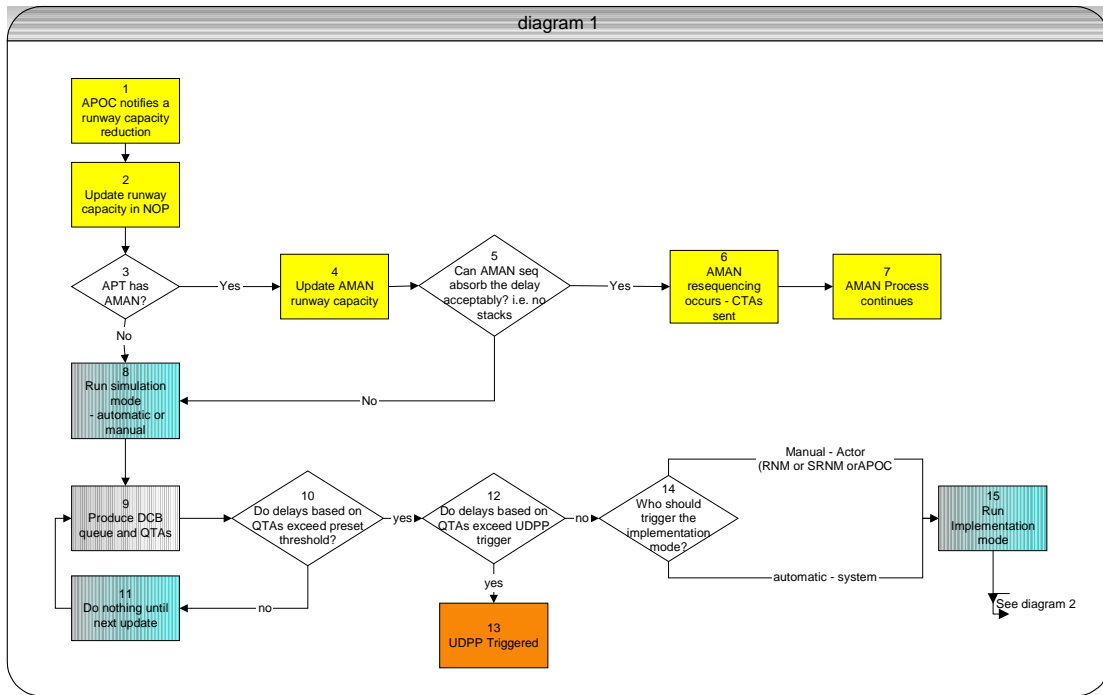 diagram 1
1
APOC notifies a
runway capacity
reduction
2
Update runway
capacity in NOP
3
APT has
AMAN?
Yes
4
Update AMAN
runway capacity
5
Can AMAN seq
absorb the delay
acceptably? i.e. no
stacks
Yes
6
AMAN
resequencing
occurs - CTAs
sent
7
AMAN Process
continues
No
No
8
Run simulation
mode
- automatic or
manual
9
Produce DCB
queue and QTAs
10
Do delays based on
QTAs exceed preset
threshold?
yes
12
Do delays based on
QTAs exceed UDPP
trigger
no
14
Who should
trigger the
implementation
mode?
Manual - Actor
(RNM or SRNM orAPOC
automatic - system
15
Run
Implementation
mode
See diagram 2
no
11
Do nothing until
next update
yes
13
UDPP Triggered